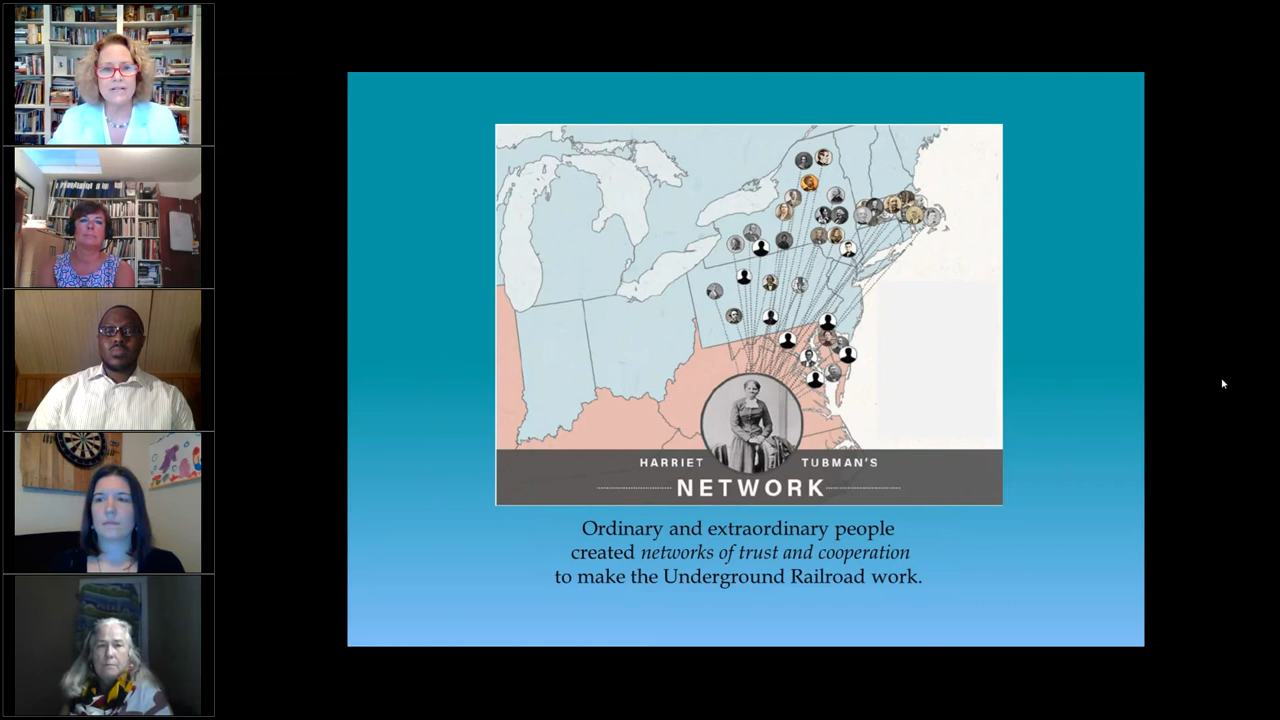 HARRIET TUBMAN'S
NETWORK
Ordinary and extraordinary people
created networks of trust and cooperation
to make the Underground Railroad work.